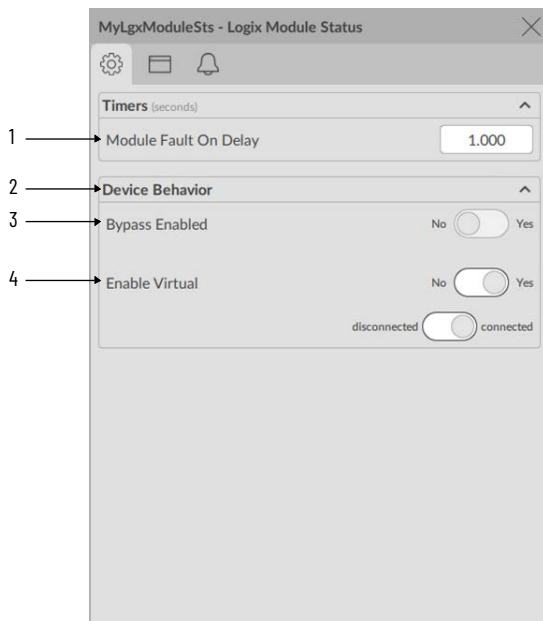 MyLgxModuleSts - Logix Module Status
Timers (seconds)
1 Module Fault On Delay 1.000
2 Device Behavior
3 Bypass Enabled No Yes
4 Enable Virtual No Yes
disconnected connected